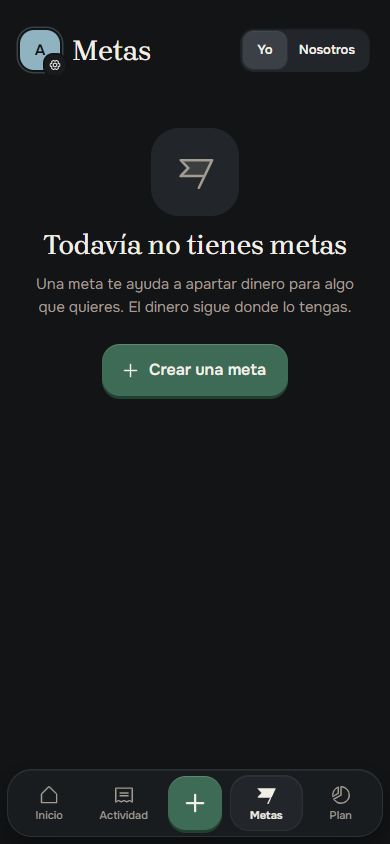 A
Metas
Yo
Nosotros
Todavía no tienes metas
Una meta te ayuda a apartar dinero para algo
que quieres. El dinero sigue donde lo tengas.
+ Crear una meta
Inicio
Actividad
+
Metas
Plan